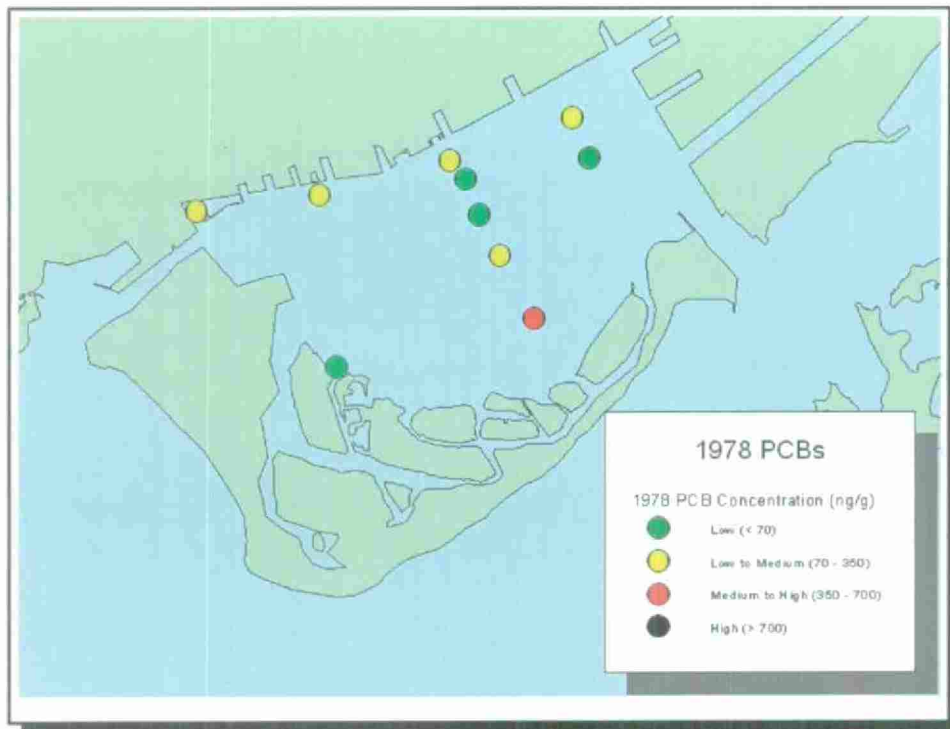 1978 PCBs
1978 PCB Concentration (ng/g)
Low (< 70)
Low to Medium (70 - 350)
Medium to High (350 - 700)
High (> 700)